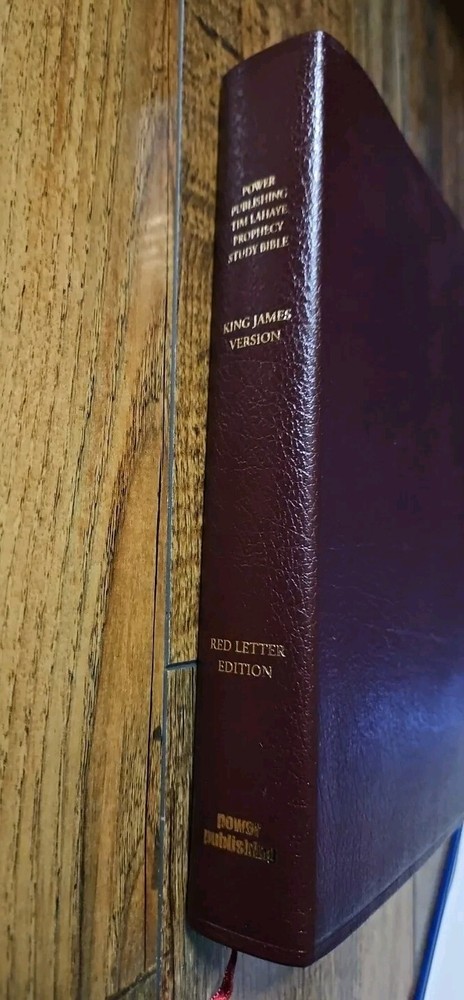 POWER
PUBLISHING
TIM LAHAYE
PROPHECY
STUDY BIBLE
KING JAMES
VERSION
RED LETTER
EDITION
power
publishing